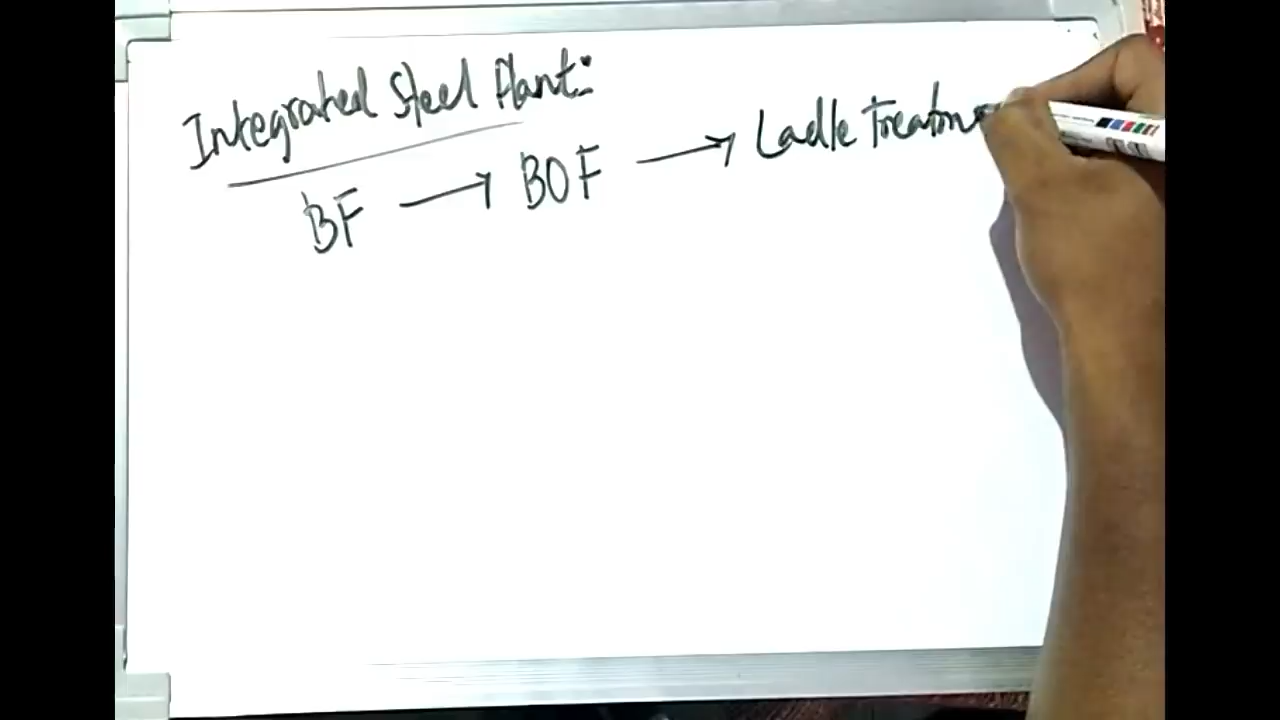 Integrated Steel Plant:
BF → BOF → Ladle Treatm